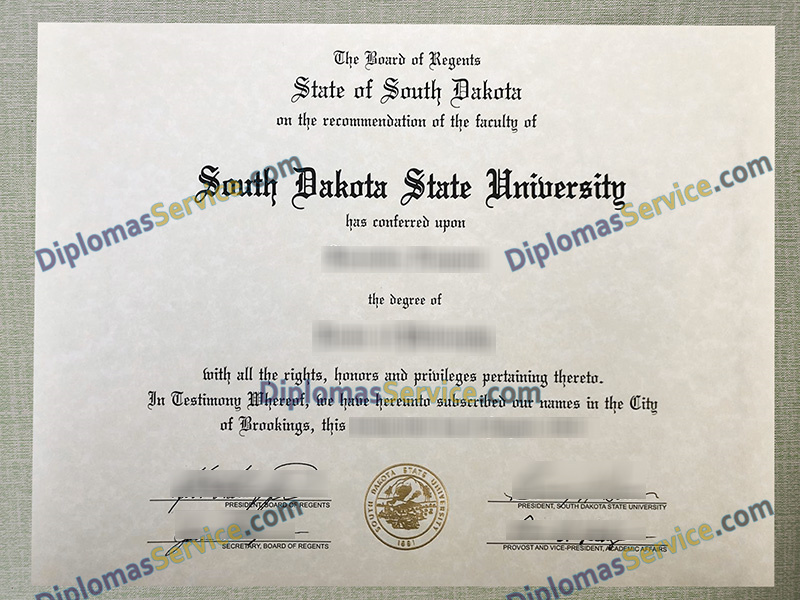 The Board of Regents
State of South Dakota
on the recommendation of the faculty of
South Dakota State University
DiplomasService.com
DiplomasService.com
has conferred upon
the degree of
with all the rights, honors and privileges pertaining thereto.
DiplomasService.com
In Testimony Whereof, we have hereunto subscribed our names in the City
of Brookings, this
SOUTH DAKOTA STATE UNIVERSITY
1881
PRESIDENT, BOARD OF REGENTS
PRESIDENT, SOUTH DAKOTA STATE UNIVERSITY
SECRETARY, BOARD OF REGENTS
PROVOST AND VICE-PRESIDENT, ACADEMIC AFFAIRS
DiplomasService.com
DiplomasService.com